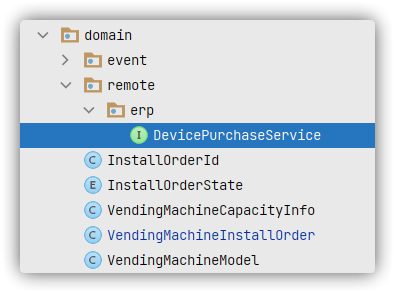 domain
event
remote
erp
I DevicePurchaseService
C InstallOrderId
E InstallOrderState
C VendingMachineCapacityInfo
C VendingMachineInstallOrder
C VendingMachineModel